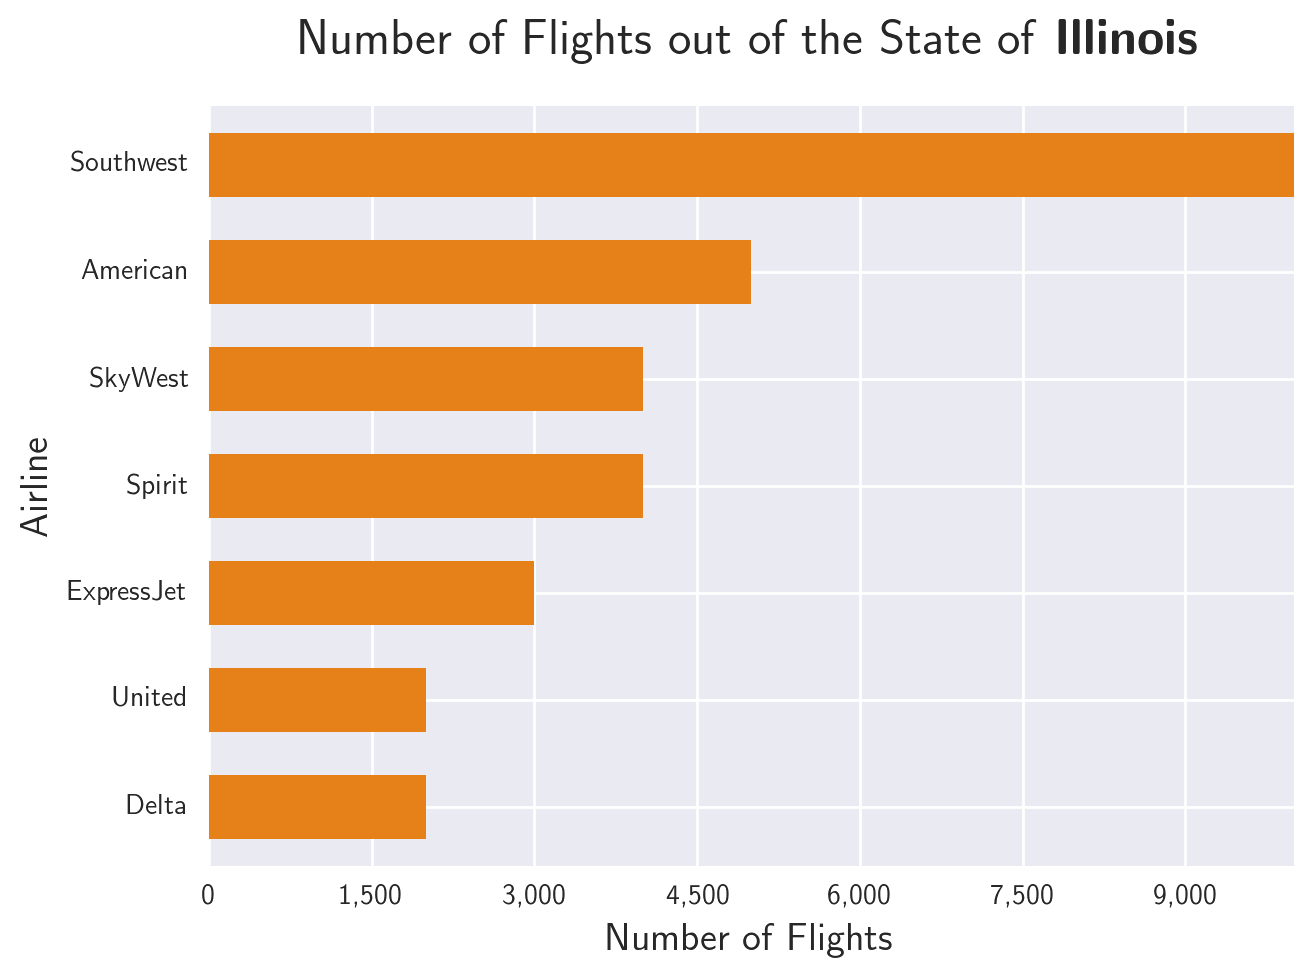 Number of Flights out of the State of Illinois
Southwest
American
SkyWest
Spirit
ExpressJet
United
Delta
Airline
0 1,500 3,000 4,500 6,000 7,500 9,000
Number of Flights